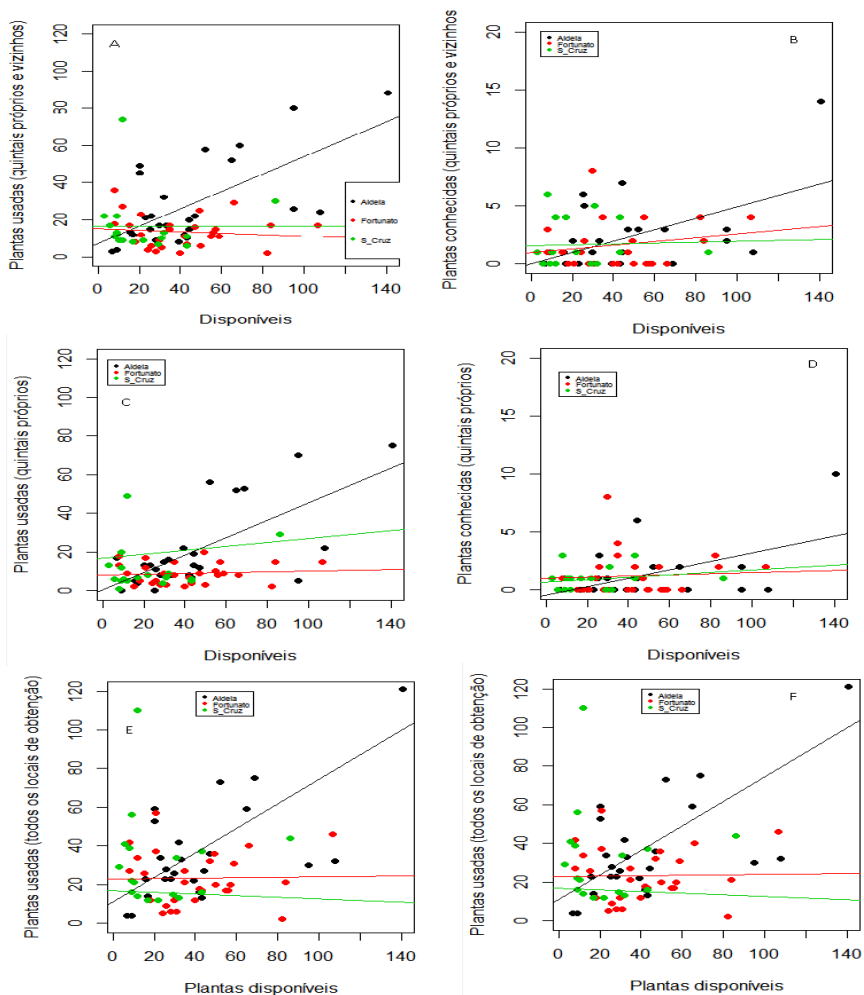 A
Plantas usadas (quintais próprios e vizinhos)
0 20 40 60 80 100 120
0 20 40 60 80 100 120 140
Disponíveis
Aldeia
Fortunato
S_Cruz
B
Plantas conhecidas (quintais próprios e vizinhos)
0 5 10 15 20
0 20 40 60 80 100 120 140
Disponíveis
Aldeia
Fortunato
S_Cruz
C
Plantas usadas (quintais próprios)
0 20 40 60 80 100 120
0 20 40 60 80 100 120 140
Disponíveis
Aldeia
Fortunato
S_Cruz
D
Plantas conhecidas (quintais próprios)
0 5 10 15 20
0 20 40 60 80 100 120 140
Disponíveis
Aldeia
Fortunato
S_Cruz
E
Plantas usadas (todos os locais de obtenção)
0 20 40 60 80 100 120
0 20 40 60 80 100 120 140
Plantas disponíveis
Aldeia
Fortunato
S_Cruz
F
Plantas usadas (todos os locais de obtenção)
0 20 40 60 80 100 120
0 20 40 60 80 100 120 140
Plantas disponíveis
Aldeia
Fortunato
S_Cruz